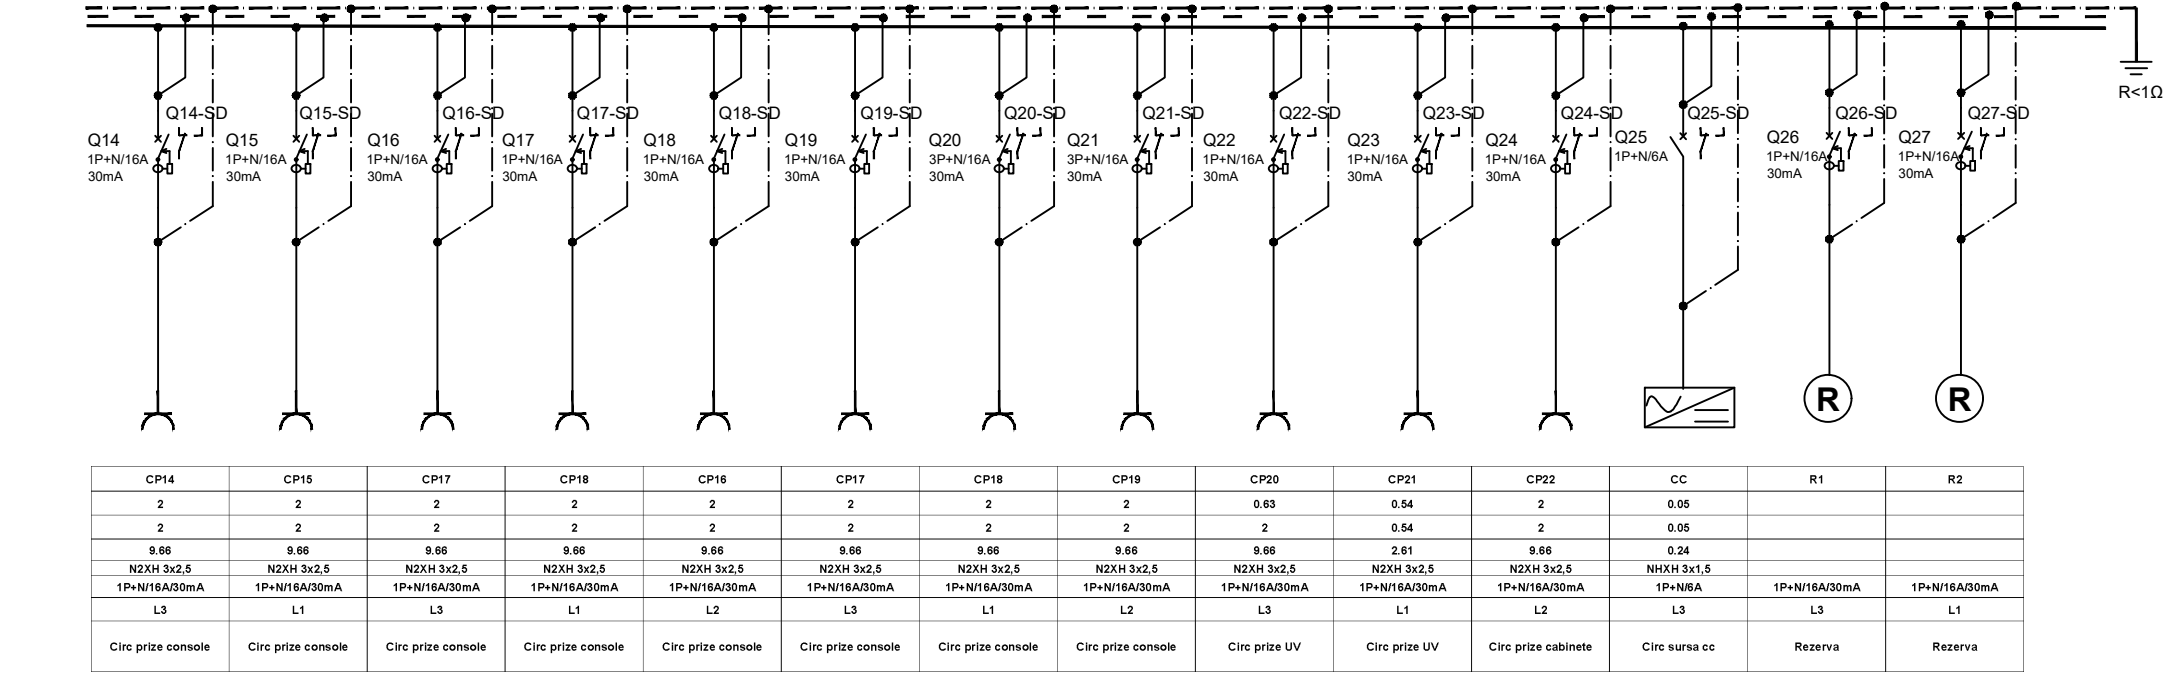 R<1Ω
Q14-SD
Q15-SD
Q16-SD
Q17-SD
Q18-SD
Q19-SD
Q20-SD
Q21-SD
Q22-SD
Q23-SD
Q24-SD
Q25-SD
Q26-SD
Q27-SD
Q14
1P+N/16A
30mA
Q15
1P+N/16A
30mA
Q16
1P+N/16A
30mA
Q17
1P+N/16A
30mA
Q18
1P+N/16A
30mA
Q19
1P+N/16A
30mA
Q20
3P+N/16A
30mA
Q21
3P+N/16A
30mA
Q22
1P+N/16A
30mA
Q23
1P+N/16A
30mA
Q24
1P+N/16A
30mA
Q25
1P+N/6A
Q26
1P+N/16A
30mA
Q27
1P+N/16A
30mA
R
R
CP14 CP15 CP17 CP18 CP16 CP17 CP18 CP19 CP20 CP21 CP22 CC R1 R2
2 2 2 2 2 2 2 2 0.63 0.54 2 0.05
2 2 2 2 2 2 2 2 2 0.54 2 0.05
9.66 9.66 9.66 9.66 9.66 9.66 9.66 9.66 9.66 2.61 9.66 0.24
N2XH 3x2,5 N2XH 3x2,5 N2XH 3x2,5 N2XH 3x2,5 N2XH 3x2,5 N2XH 3x2,5 N2XH 3x2,5 N2XH 3x2,5 N2XH 3x2,5 N2XH 3x2,5 N2XH 3x2,5 NHXH 3x1,5
1P+N/16A/30mA 1P+N/16A/30mA 1P+N/16A/30mA 1P+N/16A/30mA 1P+N/16A/30mA 1P+N/16A/30mA 1P+N/16A/30mA 1P+N/16A/30mA 1P+N/16A/30mA 1P+N/16A/30mA 1P+N/16A/30mA 1P+N/6A 1P+N/16A/30mA 1P+N/16A/30mA
L3 L1 L3 L1 L2 L3 L1 L2 L3 L1 L2 L3 L3 L1
Circ prize console Circ prize console Circ prize console Circ prize console Circ prize console Circ prize console Circ prize console Circ prize console Circ prize UV Circ prize UV Circ prize cabinete Circ sursa cc Rezerva Rezerva